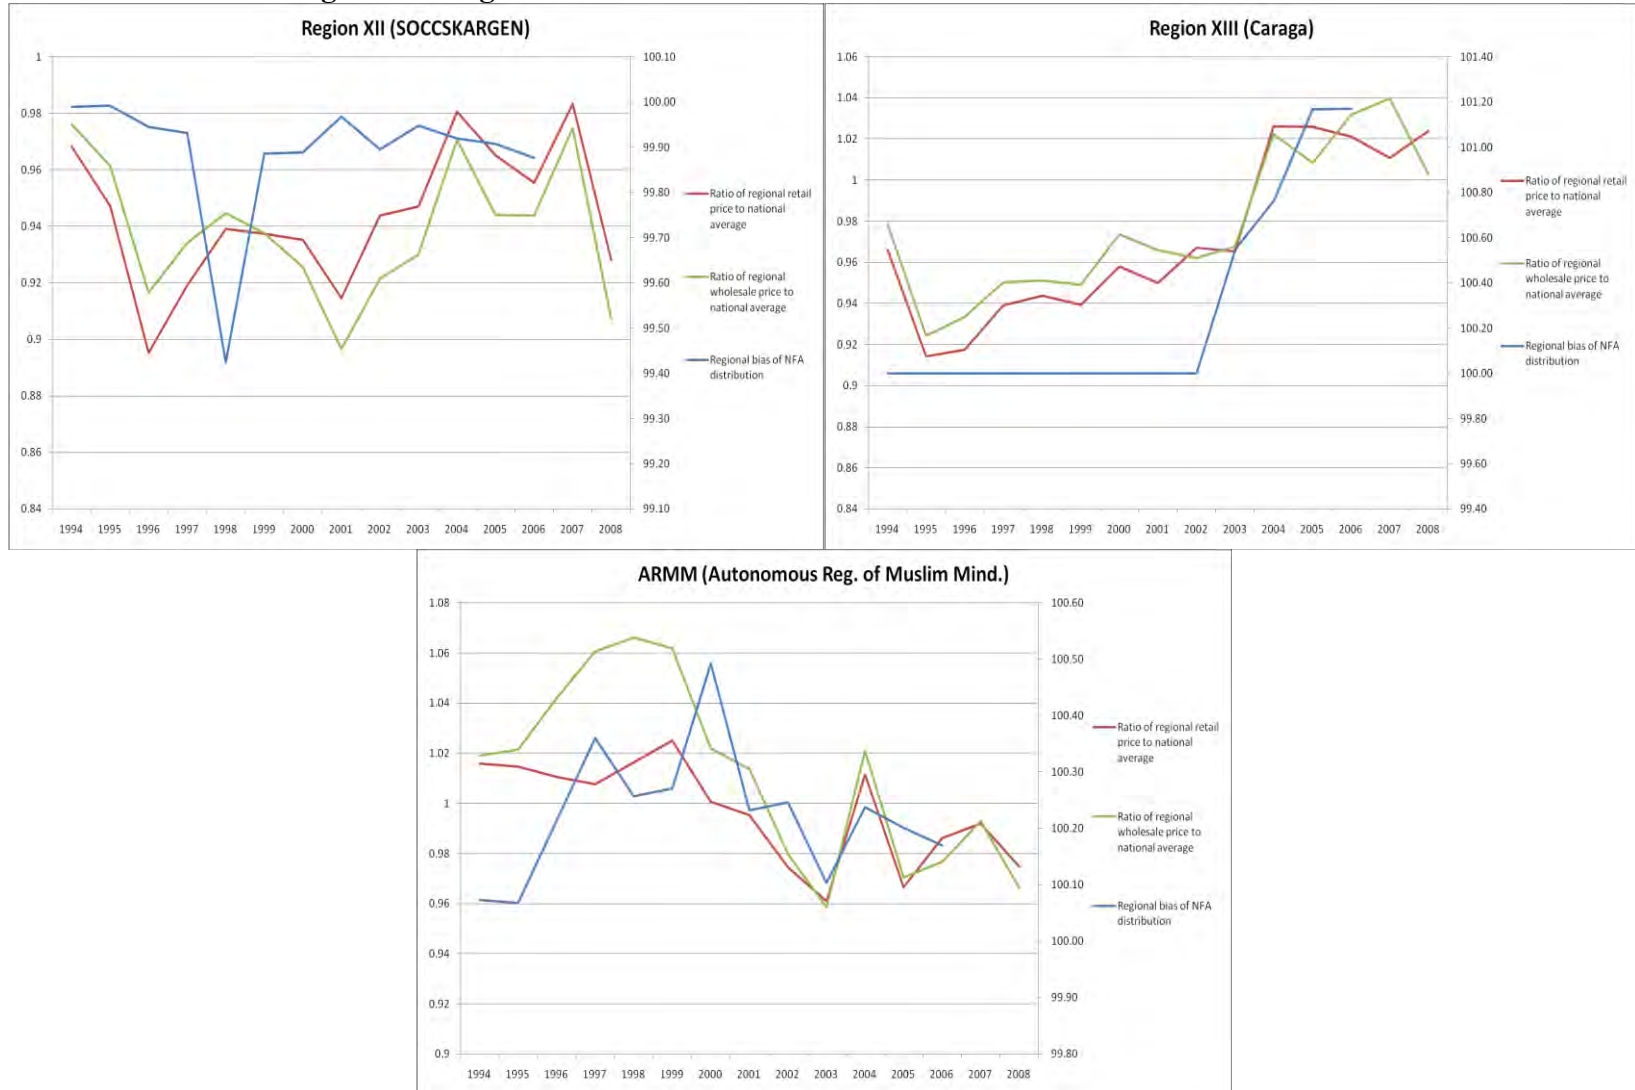 Region XII (SOCCSKARGEN)
1
0.98
0.96
0.94
0.92
0.9
0.88
0.86
0.84
100.10
100.00
99.90
99.80
99.70
99.60
99.50
99.40
99.30
99.20
99.10
1994 1995 1996 1997 1998 1999 2000 2001 2002 2003 2004 2005 2006 2007 2008
Ratio of regional retail
price to national
average
Ratio of regional
wholesale price to
national average
Regional bias of NFA
distribution
Region XIII (Caraga)
1.06
1.04
1.02
1
0.98
0.96
0.94
0.92
0.9
0.88
0.86
0.84
101.40
101.20
101.00
100.80
100.60
100.40
100.20
100.00
99.80
99.60
99.40
1994 1995 1996 1997 1998 1999 2000 2001 2002 2003 2004 2005 2006 2007 2008
Ratio of regional retail
price to national
average
Ratio of regional
wholesale price to
national average
Regional bias of NFA
distribution
ARMM (Autonomous Reg. of Muslim Mind.)
1.08
1.06
1.04
1.02
1
0.98
0.96
0.94
0.92
0.9
100.60
100.50
100.40
100.30
100.20
100.10
100.00
99.90
99.80
1994 1995 1996 1997 1998 1999 2000 2001 2002 2003 2004 2005 2006 2007 2008
Ratio of regional retail
price to national
average
Ratio of regional
wholesale price to
national average
Regional bias of NFA
distribution